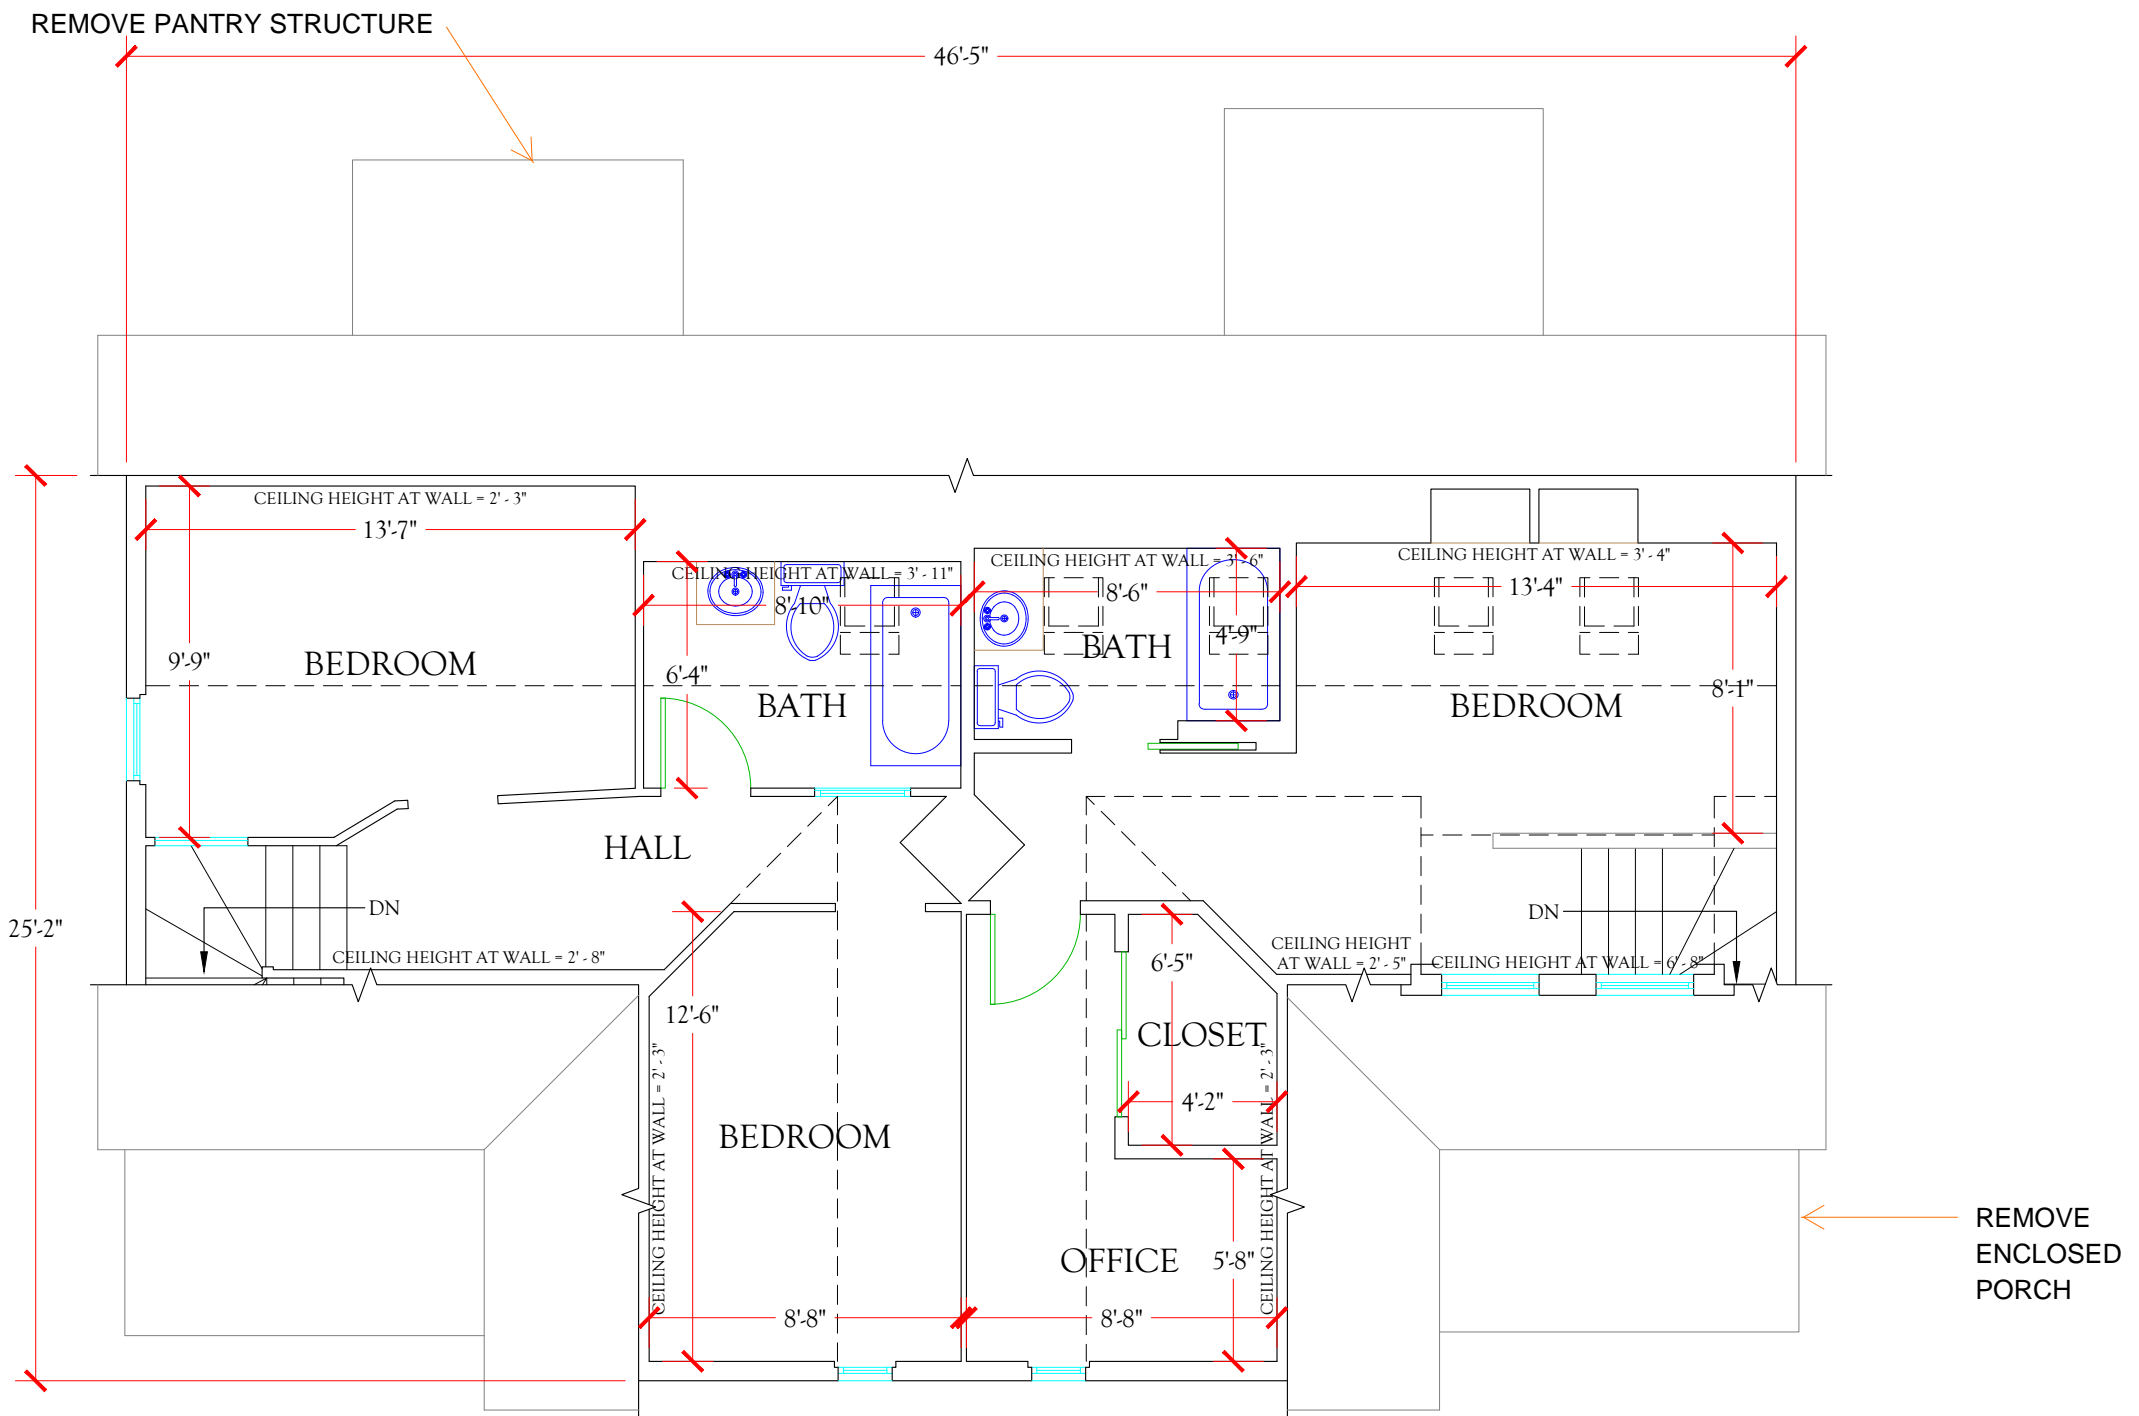 REMOVE PANTRY STRUCTURE
46'-5"
CEILING HEIGHT AT WALL = 2' - 3"
13'-7"
9'-9"
BEDROOM
CEILING HEIGHT AT WALL = 3' - 11"
8'-10"
6'-4"
BATH
CEILING HEIGHT AT WALL = 3' - 6"
8'-6"
4'-9"
BATH
CEILING HEIGHT AT WALL = 3' - 4"
13'-4"
8'-1"
BEDROOM
HALL
DN
25'-2"
CEILING HEIGHT AT WALL = 2' - 8"
DN
CEILING HEIGHT
AT WALL = 2' - 5"
CEILING HEIGHT AT WALL = 6' - 8"
12'-6"
CEILING HEIGHT AT WALL = 2' - 3"
BEDROOM
8'-8"
6'-5"
CLOSET
4'-2"
CEILING HEIGHT AT WALL = 2' - 3"
OFFICE
5'-8"
8'-8"
REMOVE
ENCLOSED
PORCH